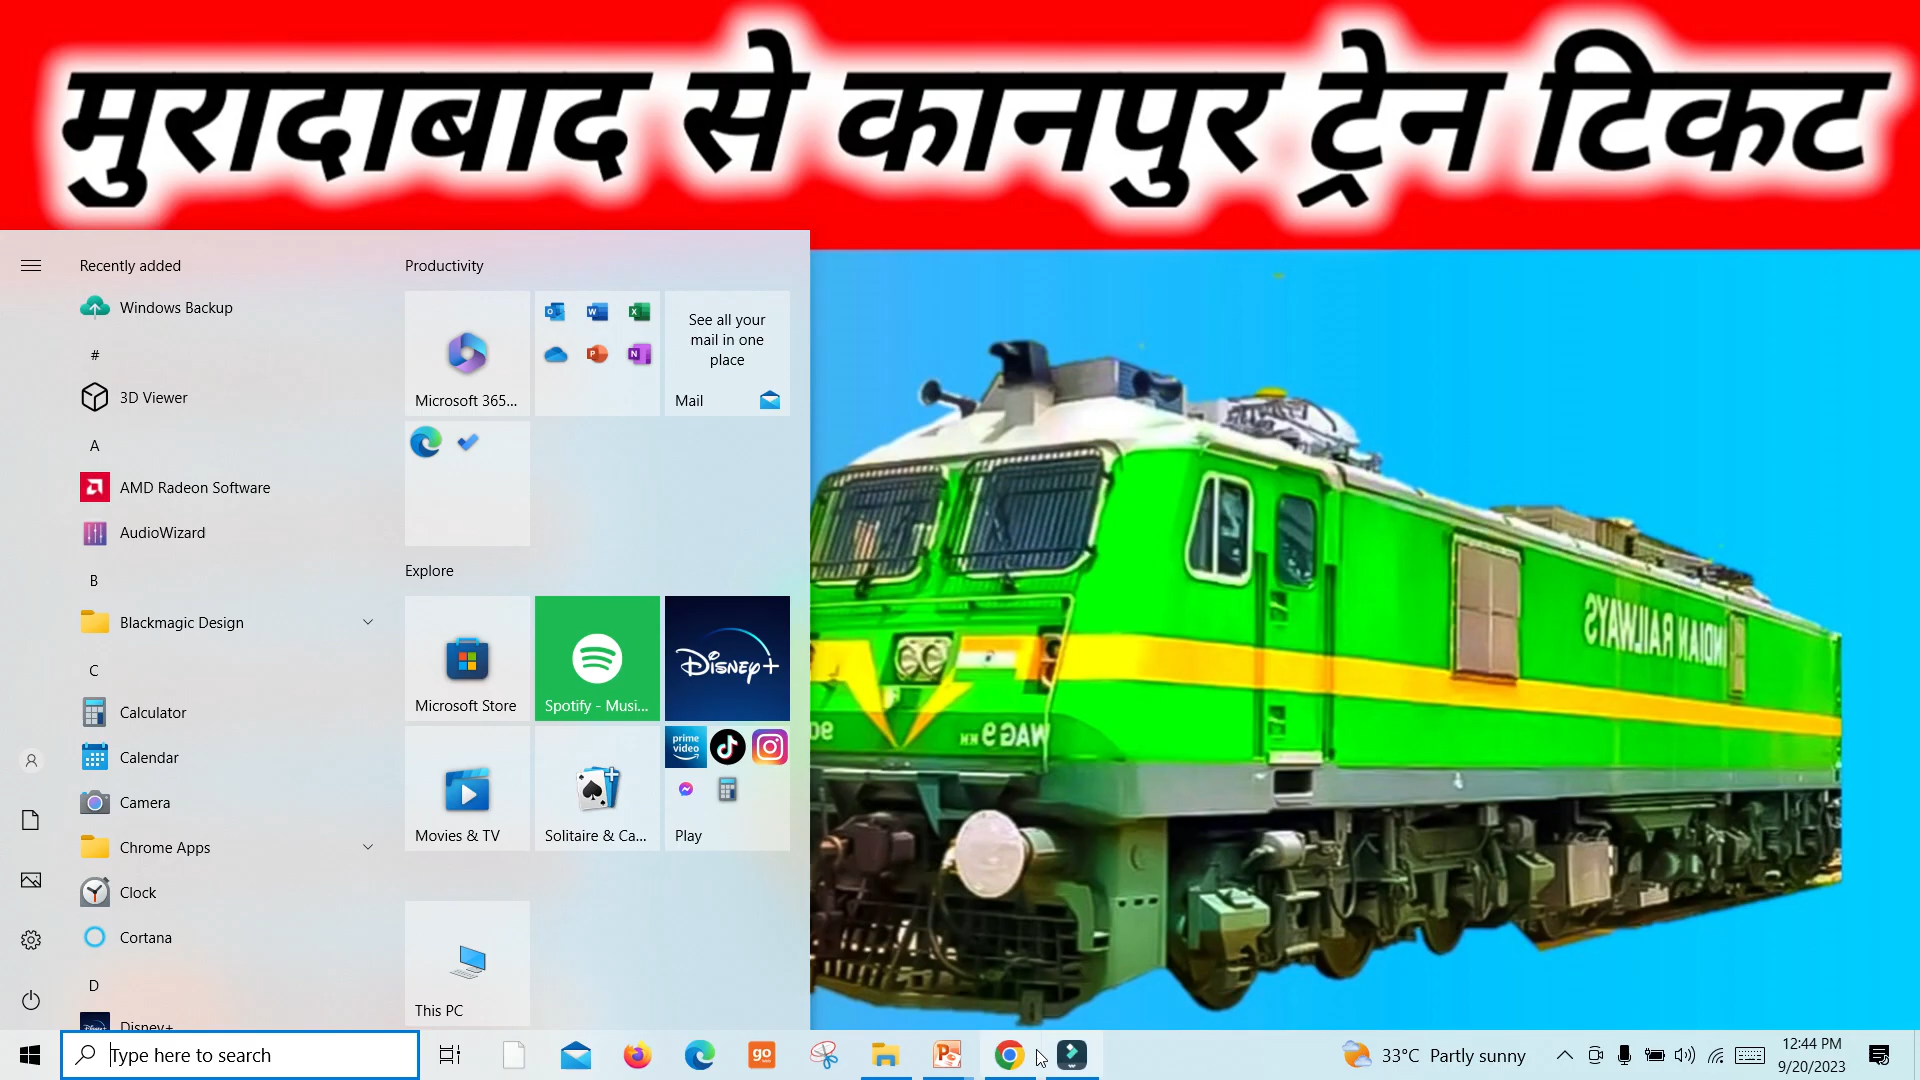 मुरादाबाद से कानपुर ट्रेन टिकट
Recently added
Windows Backup
#
3D Viewer
A
AMD Radeon Software
AudioWizard
B
Blackmagic Design
C
Calculator
Calendar
Camera
Chrome Apps
Clock
Cortana
D
Disney+
Productivity
Microsoft 365...
See all your
mail in one
place
Mail
Explore
Microsoft Store
Spotify - Musi...
Disney+
Movies & TV
Solitaire & Ca...
prime
video
Play
This PC
INDIAN RAILWAYS
WAG 9 HH
Type here to search
go
33°C Partly sunny
12:44 PM
9/20/2023